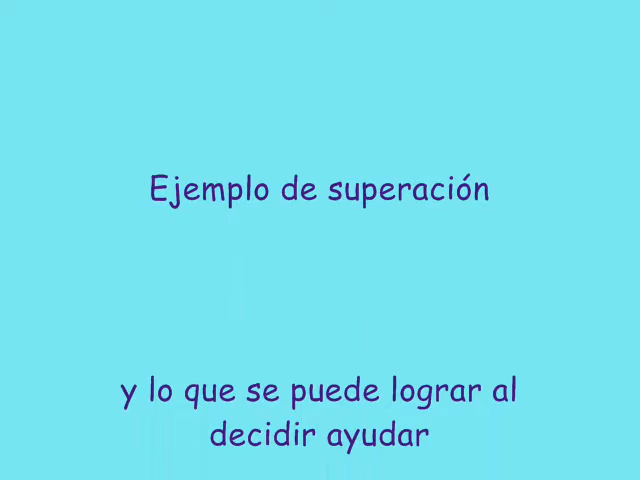 Ejemplo de superación
y lo que se puede lograr al
decidir ayudar